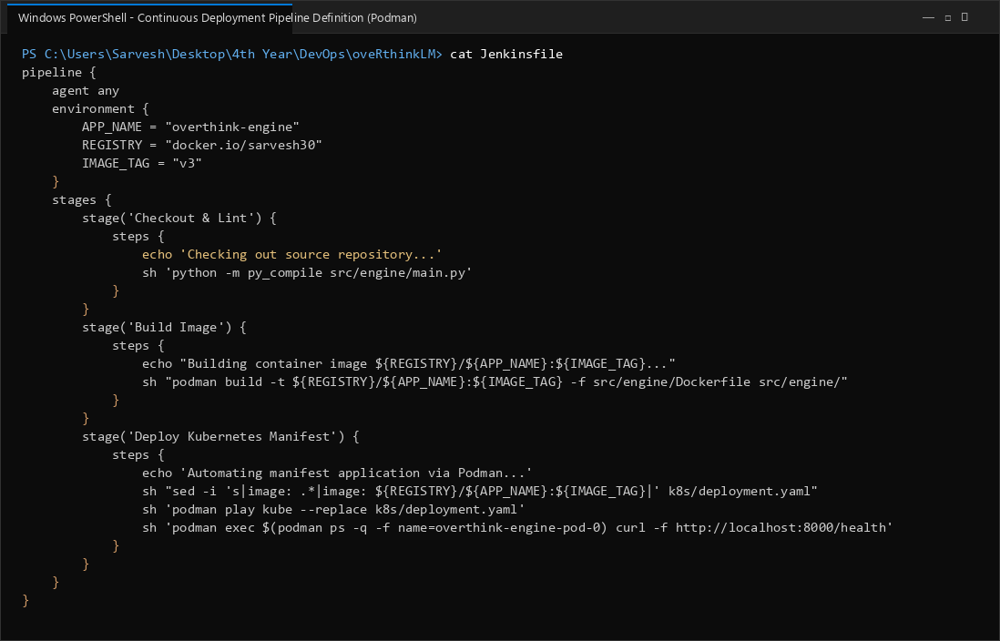 Windows PowerShell - Continuous Deployment Pipeline Definition (Podman)
PS C:\Users\Sarvesh\Desktop\4th Year\DevOps\oveRthinkLM> cat Jenkinsfile
pipeline {
    agent any
    environment {
        APP_NAME = "overthink-engine"
        REGISTRY = "docker.io/sarvesh30"
        IMAGE_TAG = "v3"
    }
    stages {
        stage('Checkout & Lint') {
            steps {
                echo 'Checking out source repository...'
                sh 'python -m py_compile src/engine/main.py'
            }
        }
        stage('Build Image') {
            steps {
                echo "Building container image ${REGISTRY}/${APP_NAME}:${IMAGE_TAG}..."
                sh "podman build -t ${REGISTRY}/${APP_NAME}:${IMAGE_TAG} -f src/engine/Dockerfile src/engine/"
            }
        }
        stage('Deploy Kubernetes Manifest') {
            steps {
                echo 'Automating manifest application via Podman...'
                sh "sed -i 's|image: .*|image: ${REGISTRY}/${APP_NAME}:${IMAGE_TAG}|' k8s/deployment.yaml"
                sh 'podman play kube --replace k8s/deployment.yaml'
                sh 'podman exec $(podman ps -q -f name=overthink-engine-pod-0) curl -f http://localhost:8000/health'
            }
        }
    }
}